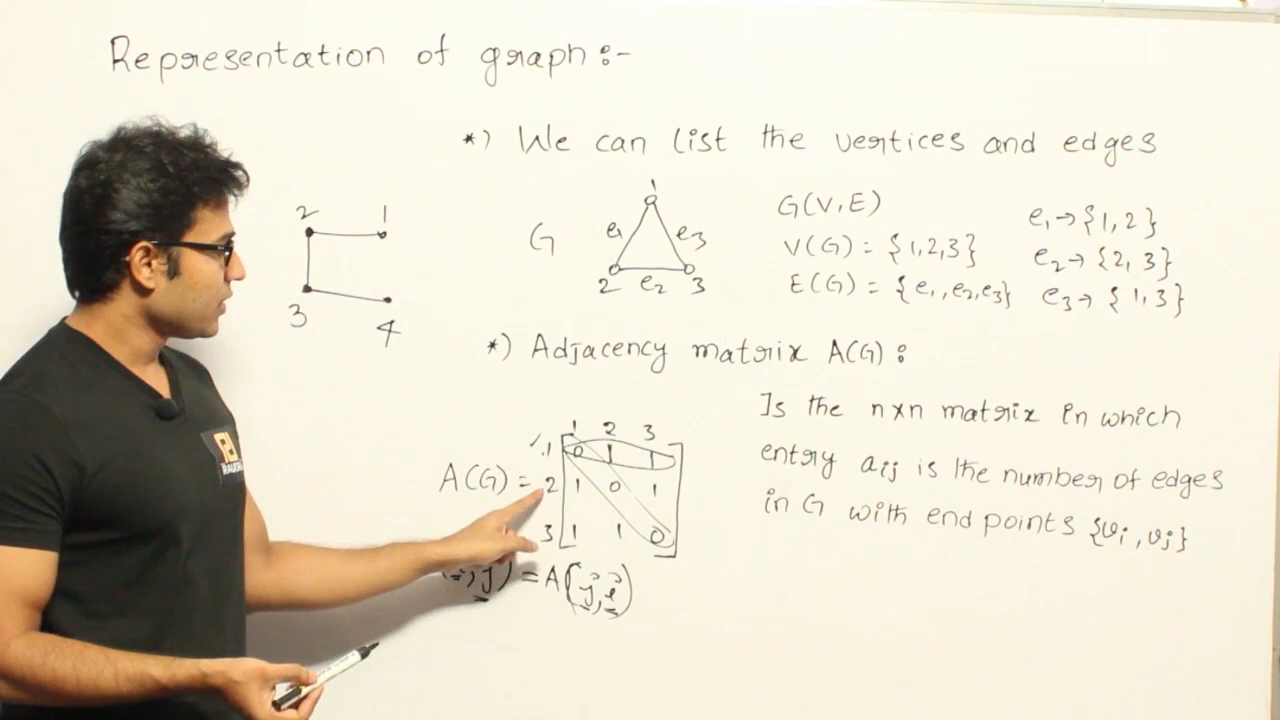 Representation of graph :-
*) We can list the vertices and edges
2 1
3 4
G
1
e1 e3
2 e2 3
G(V,E)
V(G) = {1,2,3}
E(G) = {e1,e2,e3}
e1→{1,2}
e2→{2,3}
e3→{1,3}
*) Adjacency matrix A(G) :
1 2 3
1 0 1 1
A(G) = 2 1 0 1
3 1 1 0
j) = A(j,i)
Is the n×n matrix in which
entry aij is the number of edges
in G with end points {vi,vj}